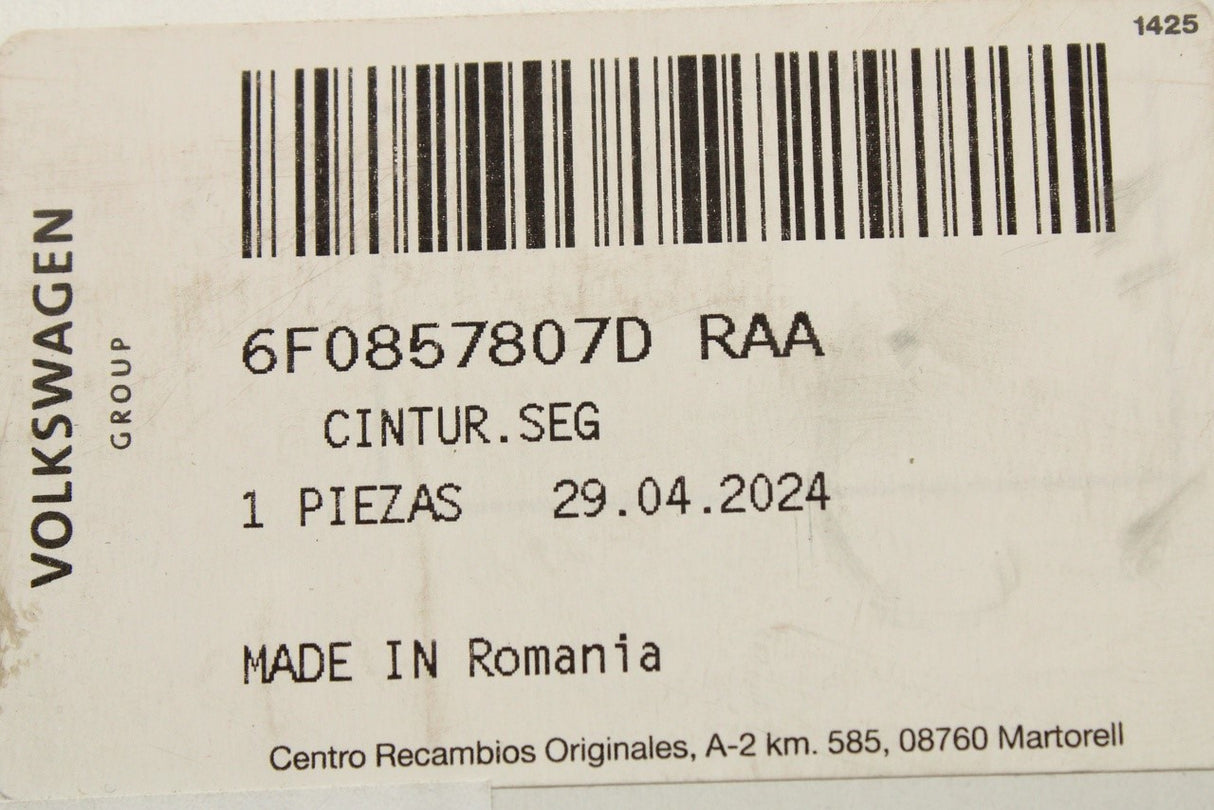 1425
VOLKSWAGEN
GROUP
6F0857807D RAA
CINTUR.SEG
1 PIEZAS 29.04.2024
MADE IN Romania
Centro Recambios Originales, A-2 km. 585, 08760 Martorell